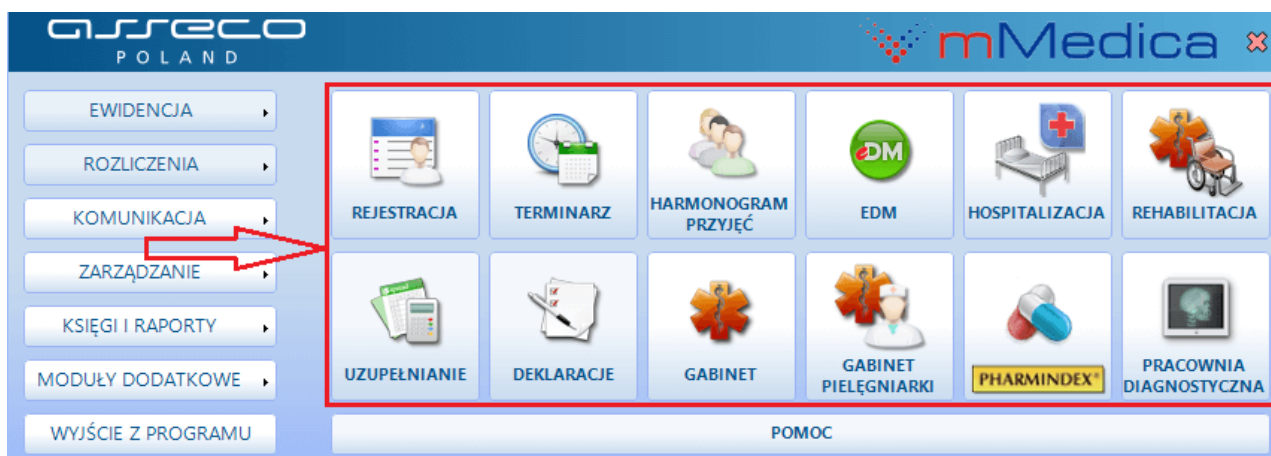 asseco
POLAND
mMedica
EWIDENCJA
ROZLICZENIA
KOMUNIKACJA
ZARZĄDZANIE
KSIĘGI I RAPORTY
MODUŁY DODATKOWE
WYJŚCIE Z PROGRAMU
REJESTRACJA
TERMINARZ
HARMONOGRAM
PRZYJĘĆ
eDM
EDM
HOSPITALIZACJA
REHABILITACJA
UZUPEŁNIANIE
DEKLARACJE
GABINET
GABINET
PIELĘGNIARKI
PHARMINDEX®
PRACOWNIA
DIAGNOSTYCZNA
POMOC